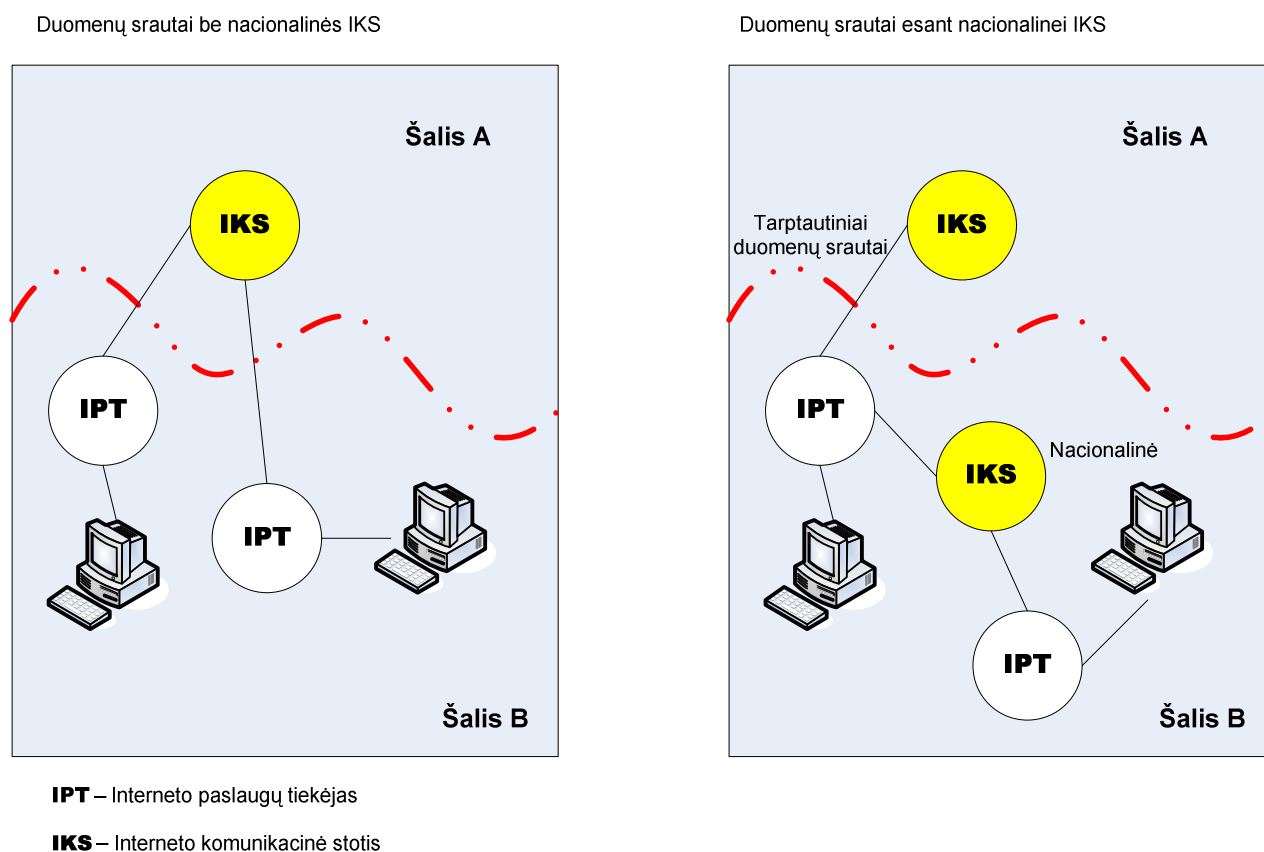 Duomenų srautai be nacionalinės IKS
Šalis A
IKS
IPT
IPT
Šalis B
IPT – Interneto paslaugų tiekėjas
IKS – Interneto komunikacinė stotis
Duomenų srautai esant nacionalinei IKS
Šalis A
Tarptautiniai
duomenų srautai
IKS
IPT
Nacionalinė
IKS
IPT
Šalis B